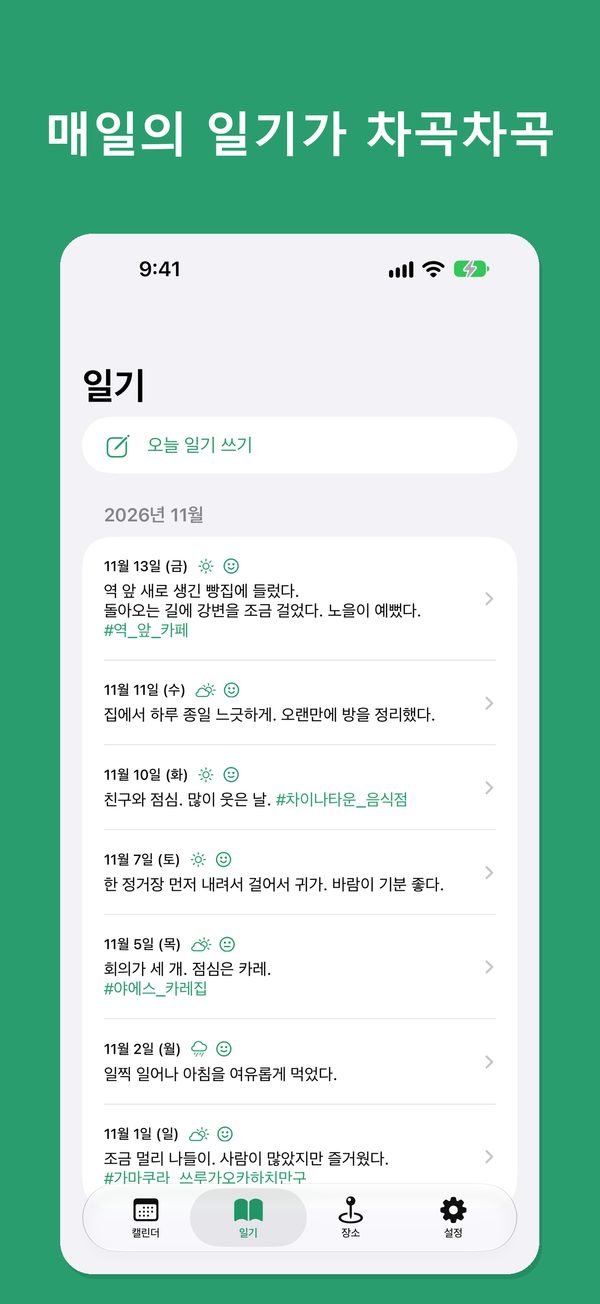 매일의 일기가 차곡차곡
9:41
일기
오늘 일기 쓰기
2026년 11월
11월 13일 (금)
역 앞 새로 생긴 빵집에 들렀다.
돌아오는 길에 강변을 조금 걸었다. 노을이 예뻤다.
#역_앞_카페
11월 11일 (수)
집에서 하루 종일 느긋하게. 오랜만에 방을 정리했다.
11월 10일 (화)
친구와 점심. 많이 웃은 날. #차이나타운_음식점
11월 7일 (토)
한 정거장 먼저 내려서 걸어서 귀가. 바람이 기분 좋다.
11월 5일 (목)
회의가 세 개. 점심은 카레.
#야에스_카레집
11월 2일 (월)
일찍 일어나 아침을 여유롭게 먹었다.
11월 1일 (일)
조금 멀리 나들이. 사람이 많았지만 즐거웠다.
#가마쿠라_쓰루가오카하치만구
캘린더
일기
장소
설정